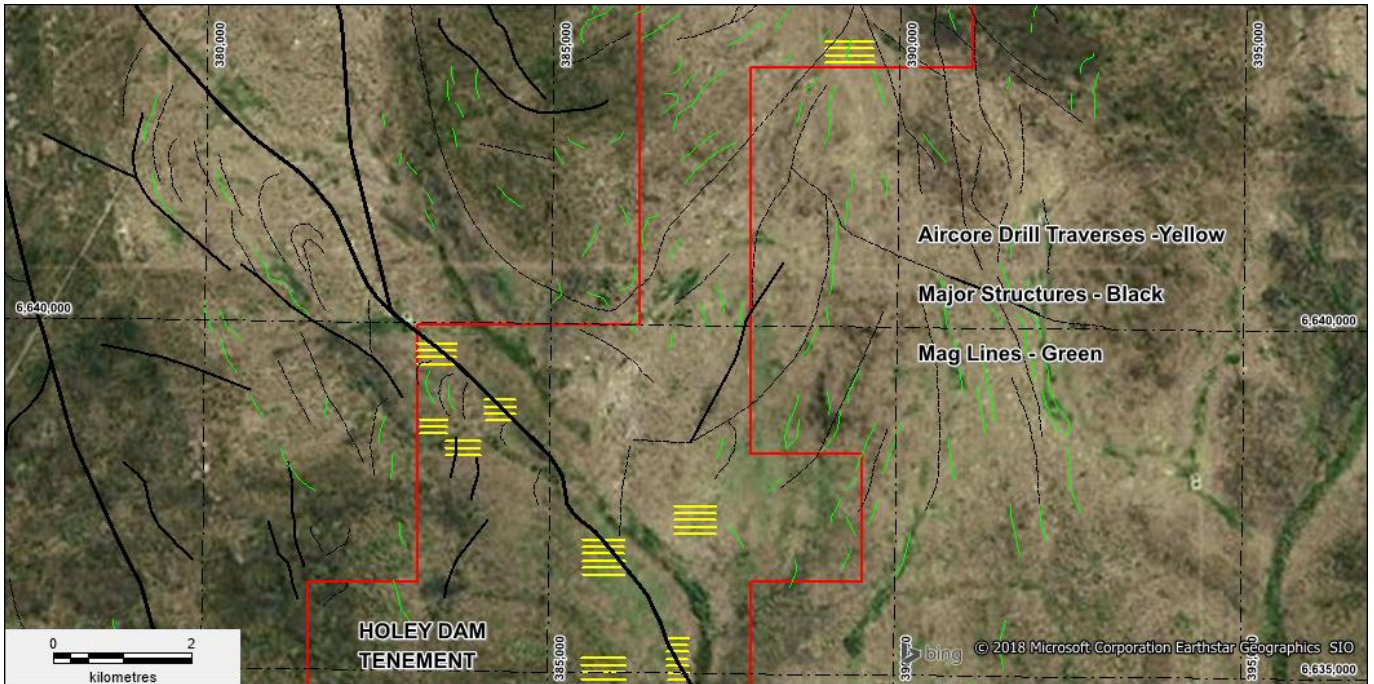 380,000
385,000
390,000
395,000
Aircore Drill Traverses -Yellow
6,640,000
Major Structures - Black
6,640,000
Mag Lines - Green
0 2
kilometres
HOLEY DAM
TENEMENT
385,000
bing
© 2018 Microsoft Corporation Earthstar Geographics SIO
6,635,000